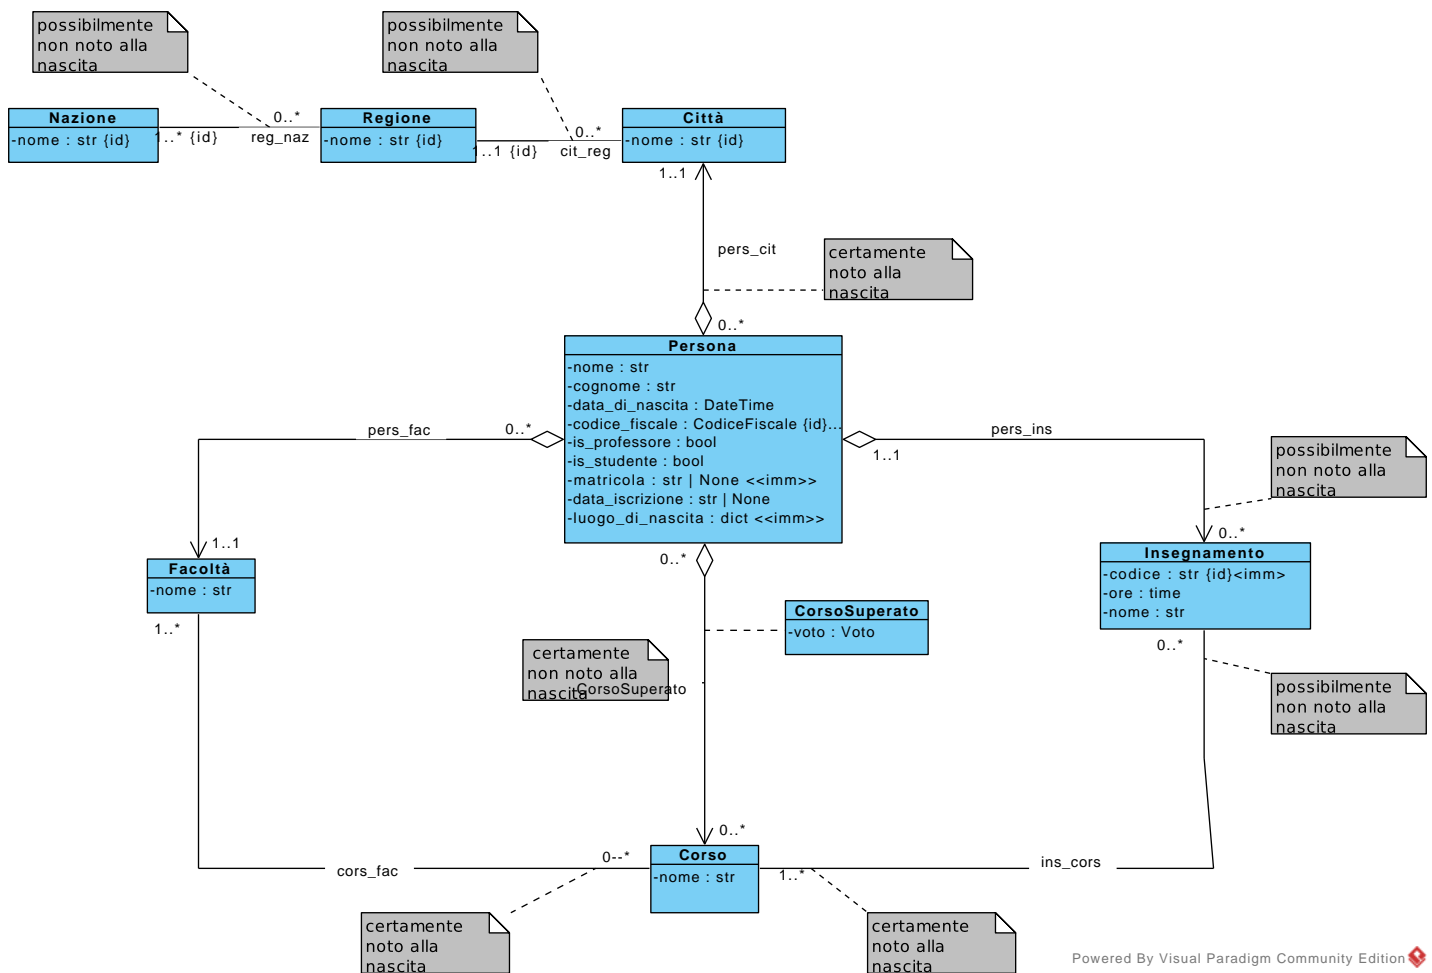 possibilmente
non noto alla
nascita
possibilmente
non noto alla
nascita
Nazione
-nome : str {id}
1..* {id}
0..*
reg_naz
Regione
-nome : str {id}
1..1 {id}
0..*
cit_reg
Città
-nome : str {id}
1..1
pers_cit
certamente
noto alla
nascita
0..*
Persona
-nome : str
-cognome : str
-data_di_nascita : DateTime
-codice_fiscale : CodiceFiscale {id}...
-is_professore : bool
-is_studente : bool
-matricola : str | None <<imm>>
-data_iscrizione : str | None
-luogo_di_nascita : dict <<imm>>
pers_fac
0..*
pers_ins
1..1
possibilmente
non noto alla
nascita
1..1
0..*
Facoltà
-nome : str
1..*
0..*
Insegnamento
-codice : str {id}<imm>
-ore : time
-nome : str
0..*
CorsoSuperato
-voto : Voto
certamente
non noto alla
nascita
CorsoSuperato
possibilmente
non noto alla
nascita
0..*
cors_fac
0--*
Corso
-nome : str
1..*
ins_cors
certamente
noto alla
nascita
certamente
noto alla
nascita
Powered By Visual Paradigm Community Edition